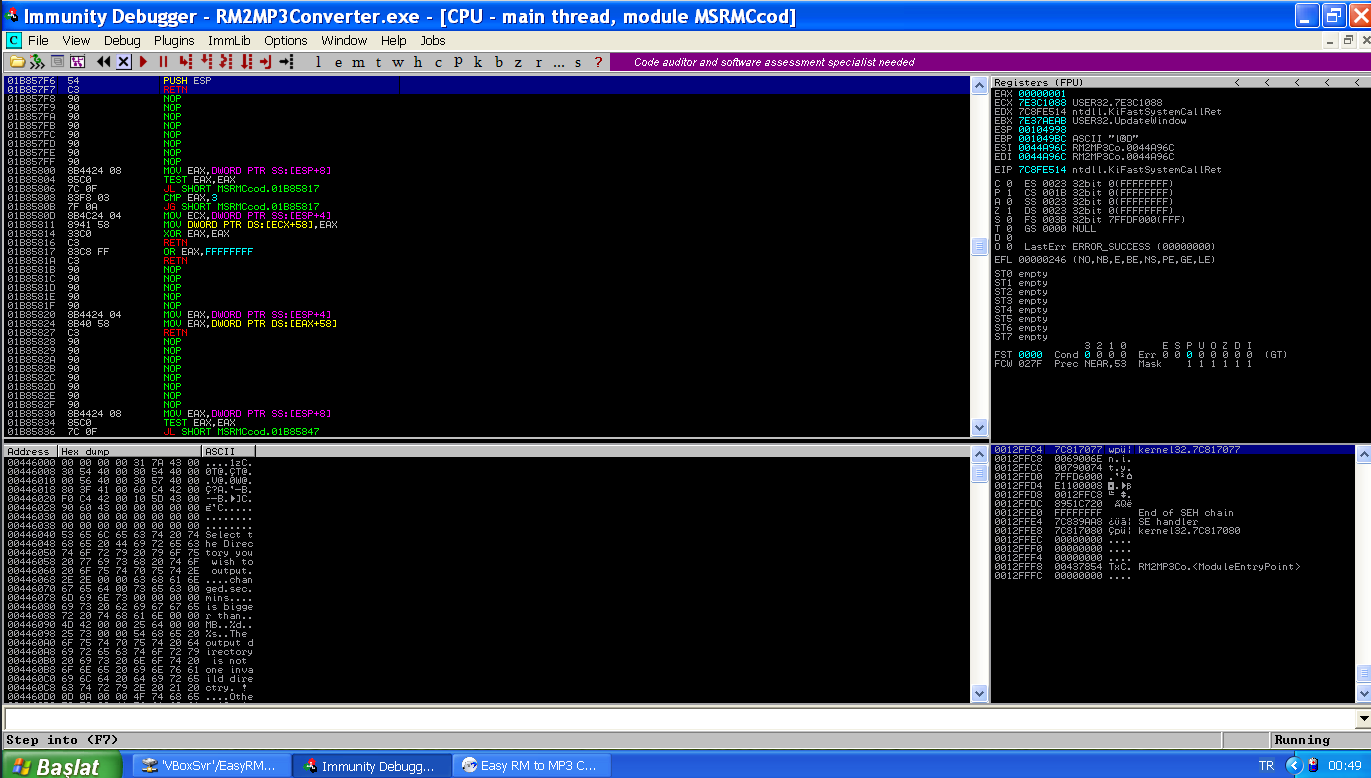 Immunity Debugger - RM2MP3Converter.exe - [CPU - main thread, module MSRMCcod]
C File View Debug Plugins ImmLib Options Window Help Jobs
l e m t w h c P k b z r ... s ? Code auditor and software assessment specialist needed
01B857F6 54 PUSH ESP
01B857F7 C3 RETN
01B857F8 90 NOP
01B857F9 90 NOP
01B857FA 90 NOP
01B857FB 90 NOP
01B857FC 90 NOP
01B857FD 90 NOP
01B857FE 90 NOP
01B857FF 90 NOP
01B85800 8B4424 08 MOV EAX,DWORD PTR SS:[ESP+8]
01B85804 85C0 TEST EAX,EAX
01B85806 7C 0F JL SHORT MSRMCcod.01B85817
01B85808 83F8 03 CMP EAX,3
01B8580B 7F 0A JG SHORT MSRMCcod.01B85817
01B8580D 8B4C24 04 MOV ECX,DWORD PTR SS:[ESP+4]
01B85811 8941 58 MOV DWORD PTR DS:[ECX+58],EAX
01B85814 33C0 XOR EAX,EAX
01B85816 C3 RETN
01B85817 83C8 FF OR EAX,FFFFFFFF
01B8581A C3 RETN
01B8581B 90 NOP
01B8581C 90 NOP
01B8581D 90 NOP
01B8581E 90 NOP
01B8581F 90 NOP
01B85820 8B4424 04 MOV EAX,DWORD PTR SS:[ESP+4]
01B85824 8B40 58 MOV EAX,DWORD PTR DS:[EAX+58]
01B85827 C3 RETN
01B85828 90 NOP
01B85829 90 NOP
01B8582A 90 NOP
01B8582B 90 NOP
01B8582C 90 NOP
01B8582D 90 NOP
01B8582E 90 NOP
01B8582F 90 NOP
01B85830 8B4424 08 MOV EAX,DWORD PTR SS:[ESP+8]
01B85834 85C0 TEST EAX,EAX
01B85836 7C 0F JL SHORT MSRMCcod.01B85847
Registers (FPU) < < < < <
EAX 00000001
ECX 7E3C1088 USER32.7E3C1088
EDX 7C8FE514 ntdll.KiFastSystemCallRet
EBX 7E37AEAB USER32.UpdateWindow
ESP 00104998
EBP 001049BC ASCII
ESI 0044A96C RM2MP3Co.0044A96C
EDI 0044A96C RM2MP3Co.0044A96C
EIP 7C8FE514 ntdll.KiFastSystemCallRet
C 0 ES 0023 32bit 0(FFFFFFFF)
P 1 CS 001B 32bit 0(FFFFFFFF)
A 0 SS 0023 32bit 0(FFFFFFFF)
Z 1 DS 0023 32bit 0(FFFFFFFF)
S 0 FS 003B 32bit 7FFDF000(FFF)
T 0 GS 0000 NULL
D 0
O 0 LastErr ERROR_SUCCESS (00000000)
EFL 00000246 (NO,NB,E,BE,NS,PE,GE,LE)
ST0 empty
ST1 empty
ST2 empty
ST3 empty
ST4 empty
ST5 empty
ST6 empty
ST7 empty
3 2 1 0 E S P U O Z D I
FST 0000 Cond 0 0 0 0 Err 0 0 0 0 0 0 0 0 (GT)
FCW 027F Prec NEAR,53 Mask 1 1 1 1 1 1
Address Hex dump ASCII
00446000 00 00 00 00 31 7A 43 00 ....1zC.
00446008 30 54 40 00 80 54 40 00 0T@.ÇT@.
00446010 00 56 40 00 30 57 40 00 .V@.0W@.
00446018 80 3F 41 00 60 C4 42 00
00446020 F0 C4 42 00 10 5D 43 00
00446028 90 60 43 00 00 00 00 00
00446030 00 00 00 00 00 00 00 00 ........
00446038 00 00 00 00 00 00 00 00 ........
00446040 53 65 6C 65 63 74 20 74 Select t
00446048 68 65 20 44 69 72 65 63 he Direc
00446050 74 6F 72 79 20 79 6F 75 tory you
00446058 20 77 69 73 68 20 74 6F wish to
00446060 20 6F 75 74 70 75 74 2E output.
00446068 2E 2E 00 00 63 68 61 6E ....chan
00446070 67 65 64 00 73 65 63 00 ged.sec.
00446078 6D 69 6E 73 00 00 00 00 mins....
00446080 69 73 20 62 69 67 67 65 is bigge
00446088 72 20 74 68 61 6E 00 00 r than..
00446090 4D 42 00 00 25 64 00 00 MB..%d..
00446098 25 73 00 00 54 68 65 20 %s..The
004460A0 6F 75 74 70 75 74 20 64 output d
004460A8 69 72 65 63 74 6F 72 79 irectory
004460B0 20 69 73 20 6E 6F 74 20 is not
004460B8 6F 6E 65 20 69 6E 76 61 one inva
004460C0 69 6C 64 20 64 69 72 65 ild dire
004460C8 63 74 72 79 2E 20 21 20 ctry. !
004460D0 0D 0A 00 00 4F 74 68 65 ....Othe
0012FFC4 7C817077 wpü¦ kernel32.7C817077
0012FFC8 0069006E n.i.
0012FFCC 00790074 t.y.
0012FFD0 7FFD6000
0012FFD4 E1100008
0012FFD8 0012FFC8
0012FFDC 8951C720
0012FFE0 FFFFFFFF End of SEH chain
0012FFE4 7C839AA8 SE handler
0012FFE8 7C817080 Çpü¦ kernel32.7C817080
0012FFEC 00000000 ....
0012FFF0 00000000 ....
0012FFF4 00000000 ....
0012FFF8 00437854 TxC. RM2MP3Co.<ModuleEntryPoint>
0012FFFC 00000000 ....
Step into (F7) Running
Başlat 'VBoxSvr'/EasyRM... Immunity Debugg... Easy RM to MP3 C... TR 00:49